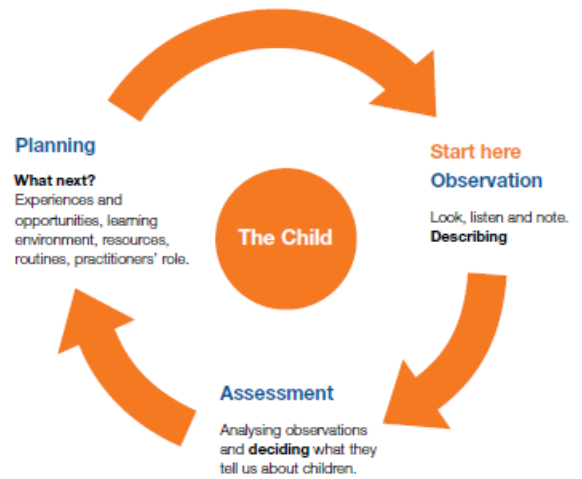 Planning
What next?
Experiences and
opportunities, learning
environment, resources,
routines, practitioners' role.
The Child
Start here
Observation
Look, listen and note.
Describing
Assessment
Analysing observations
and deciding what they
tell us about children.